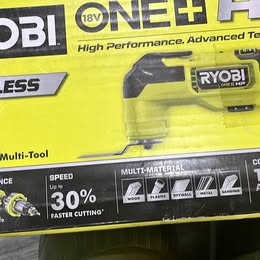 OBI 18V ONE+ H
High Performance. Advanced Te
LESS
RYOBI
ONE+ HP
Multi-Tool
NCE
SPEED
Up to
30%
FASTER CUTTING*
MULTI-MATERIAL
WOOD PLASTIC DRYWALL METAL SANDING